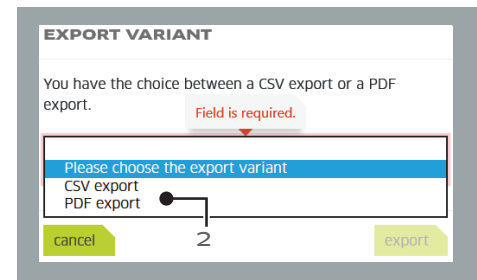 EXPORT VARIANT
You have the choice between a CSV export or a PDF
export.
Field is required.
Please choose the export variant
CSV export
PDF export
2
cancel
export